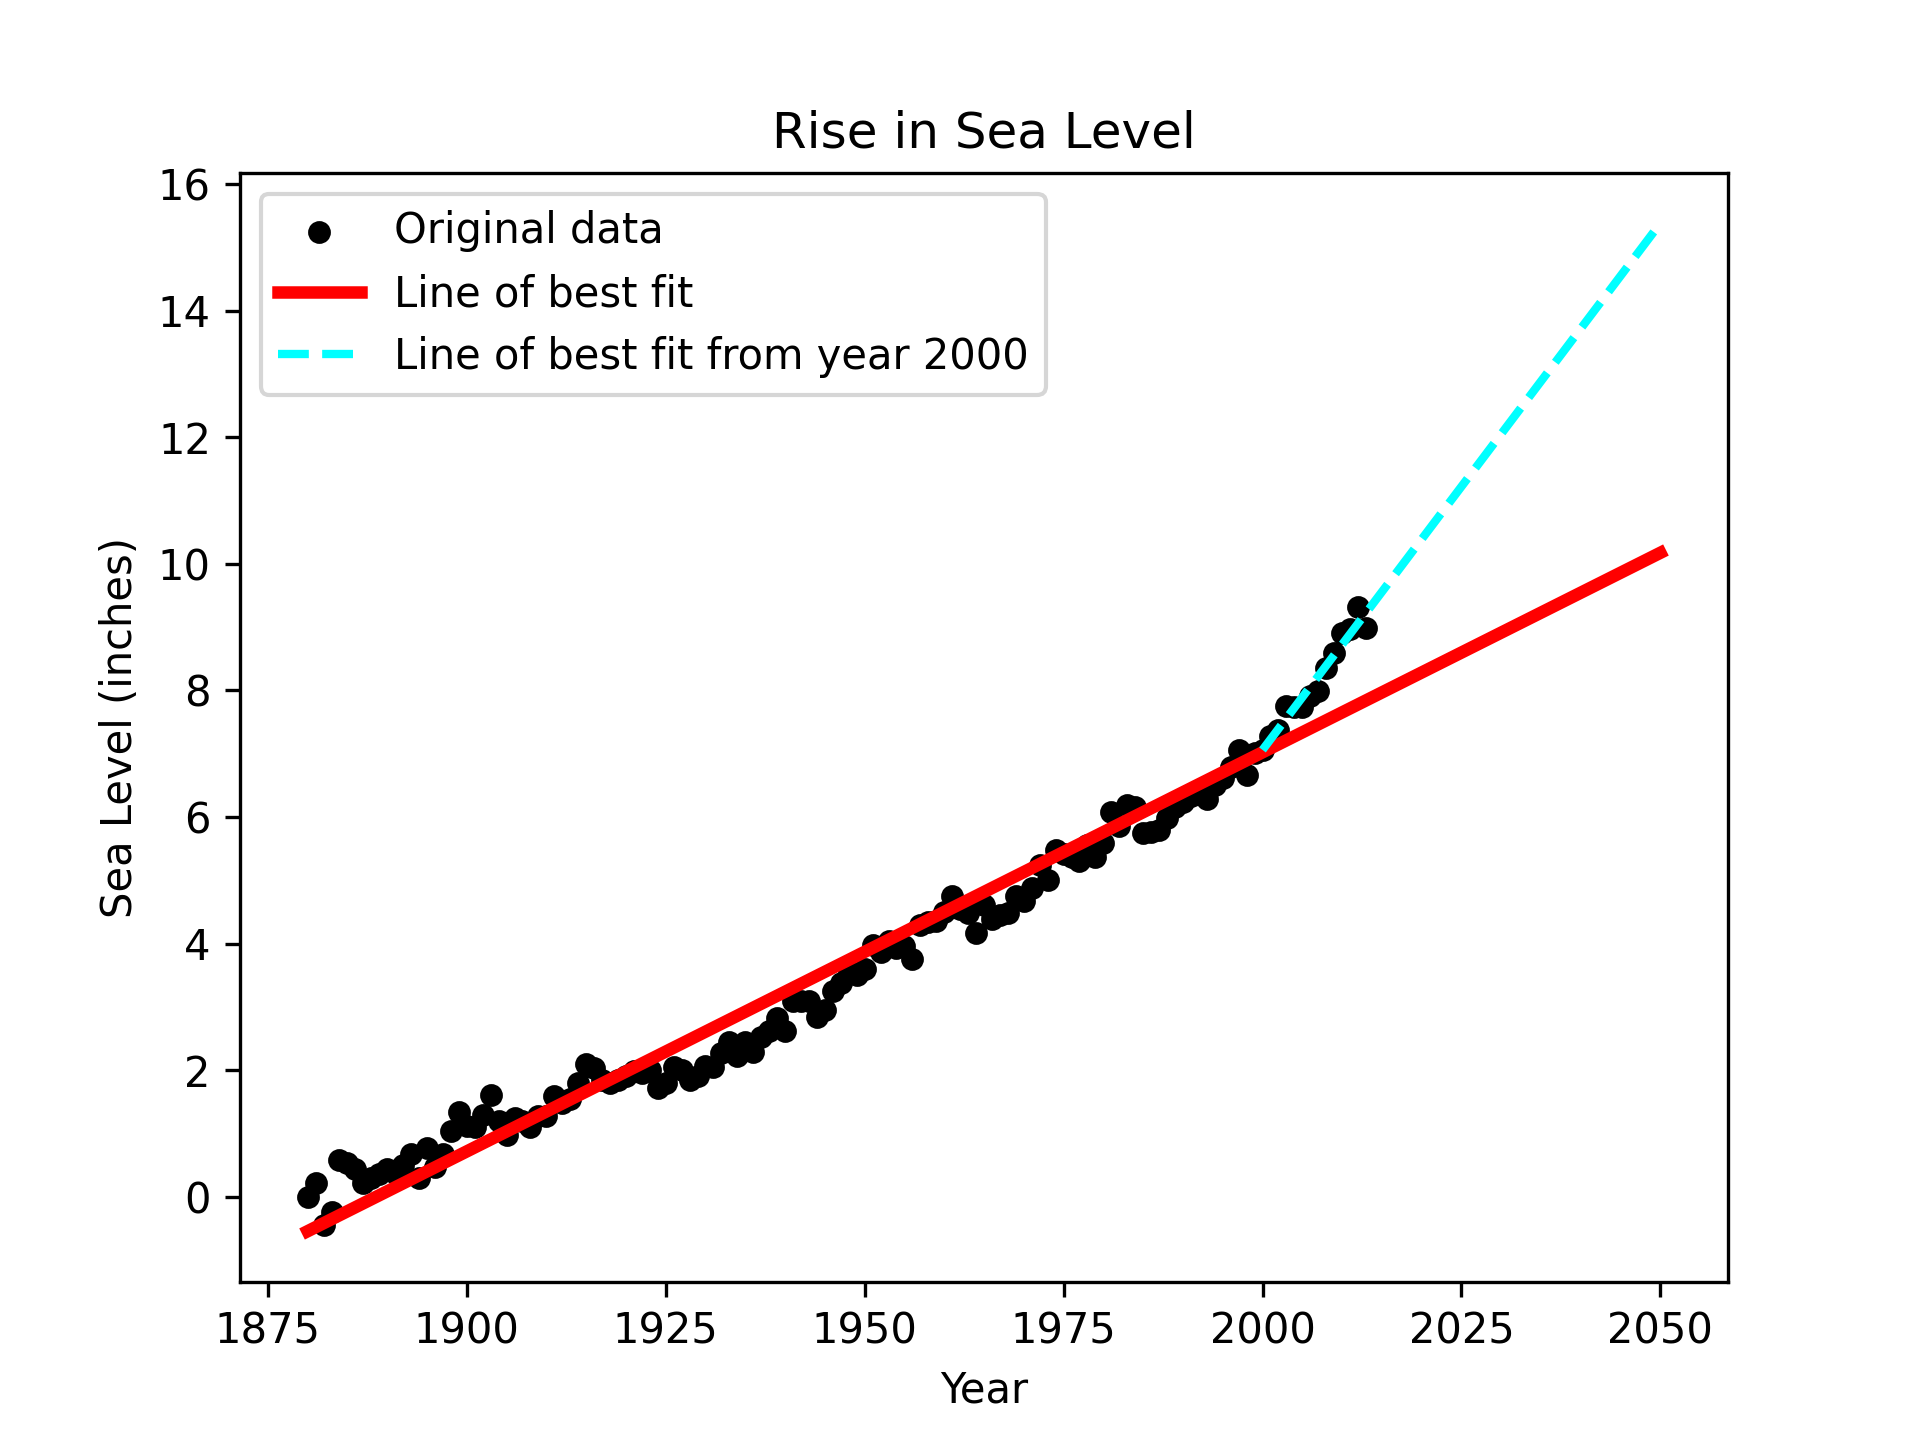 Rise in Sea Level
16
14
12
10
8
6
4
2
0
Sea Level (inches)
Original data
Line of best fit
Line of best fit from year 2000
1875 1900 1925 1950 1975 2000 2025 2050
Year